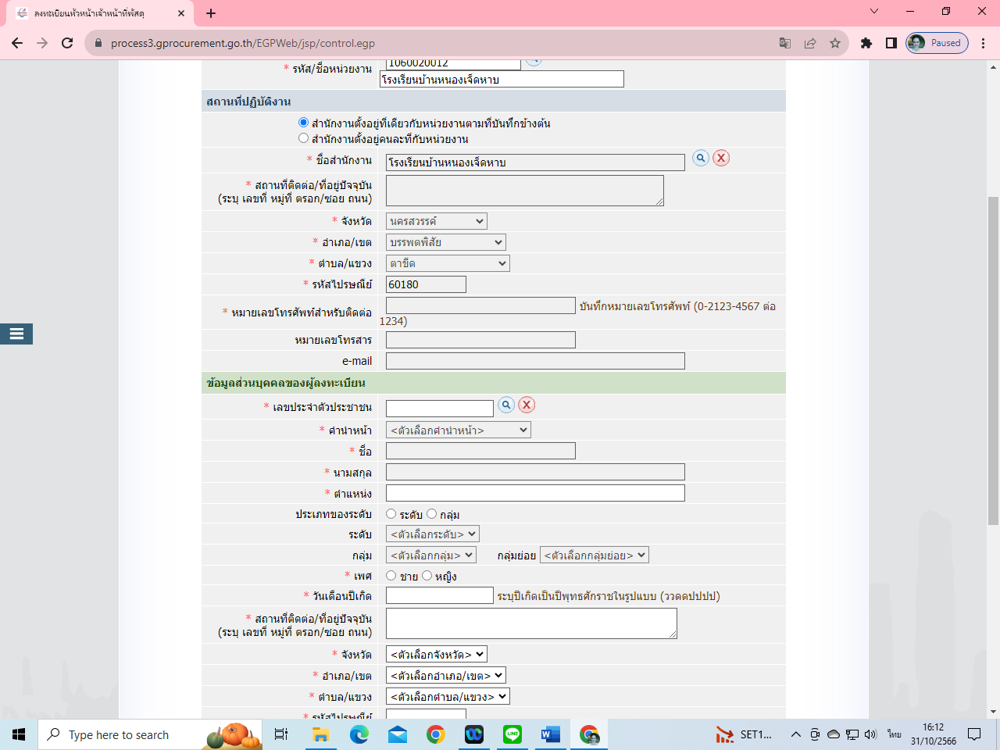 ลงทะเบียนหัวหน้าเจ้าหน้าที่พัสดุ
process3.gprocurement.go.th/EGPWeb/jsp/control.egp
Paused
* รหัส/ชื่อหน่วยงาน 1060020012
โรงเรียนบ้านหนองเจ็ดหาบ
สถานที่ปฏิบัติงาน
สำนักงานตั้งอยู่ที่เดียวกับหน่วยงานตามที่บันทึกข้างต้น
สำนักงานตั้งอยู่คนละที่กับหน่วยงาน
* ชื่อสำนักงาน โรงเรียนบ้านหนองเจ็ดหาบ
* สถานที่ติดต่อ/ที่อยู่ปัจจุบัน
(ระบุ เลขที่ หมู่ที่ ตรอก/ซอย ถนน)
* จังหวัด นครสวรรค์
* อำเภอ/เขต บรรพตพิสัย
* ตำบล/แขวง ตาขีด
* รหัสไปรษณีย์ 60180
* หมายเลขโทรศัพท์สำหรับติดต่อ บันทึกหมายเลขโทรศัพท์ (0-2123-4567 ต่อ
1234)
หมายเลขโทรสาร
e-mail
ข้อมูลส่วนบุคคลของผู้ลงทะเบียน
* เลขประจำตัวประชาชน
* คำนำหน้า <ตัวเลือกคำนำหน้า>
* ชื่อ
* นามสกุล
* ตำแหน่ง
ประเภทของระดับ ระดับ กลุ่ม
ระดับ <ตัวเลือกระดับ>
กลุ่ม <ตัวเลือกกลุ่ม> กลุ่มย่อย <ตัวเลือกกลุ่มย่อย>
* เพศ ชาย หญิง
* วันเดือนปีเกิด ระบุปีเกิดเป็นปีพุทธศักราชในรูปแบบ (ววดดปปปป)
* สถานที่ติดต่อ/ที่อยู่ปัจจุบัน
(ระบุ เลขที่ หมู่ที่ ตรอก/ซอย ถนน)
* จังหวัด <ตัวเลือกจังหวัด>
* อำเภอ/เขต <ตัวเลือกอำเภอ/เขต>
* ตำบล/แขวง <ตัวเลือกตำบล/แขวง>
* รหัสไปรษณีย์
Type here to search
LINE
SET1...
ไทย
16:12
31/10/2566